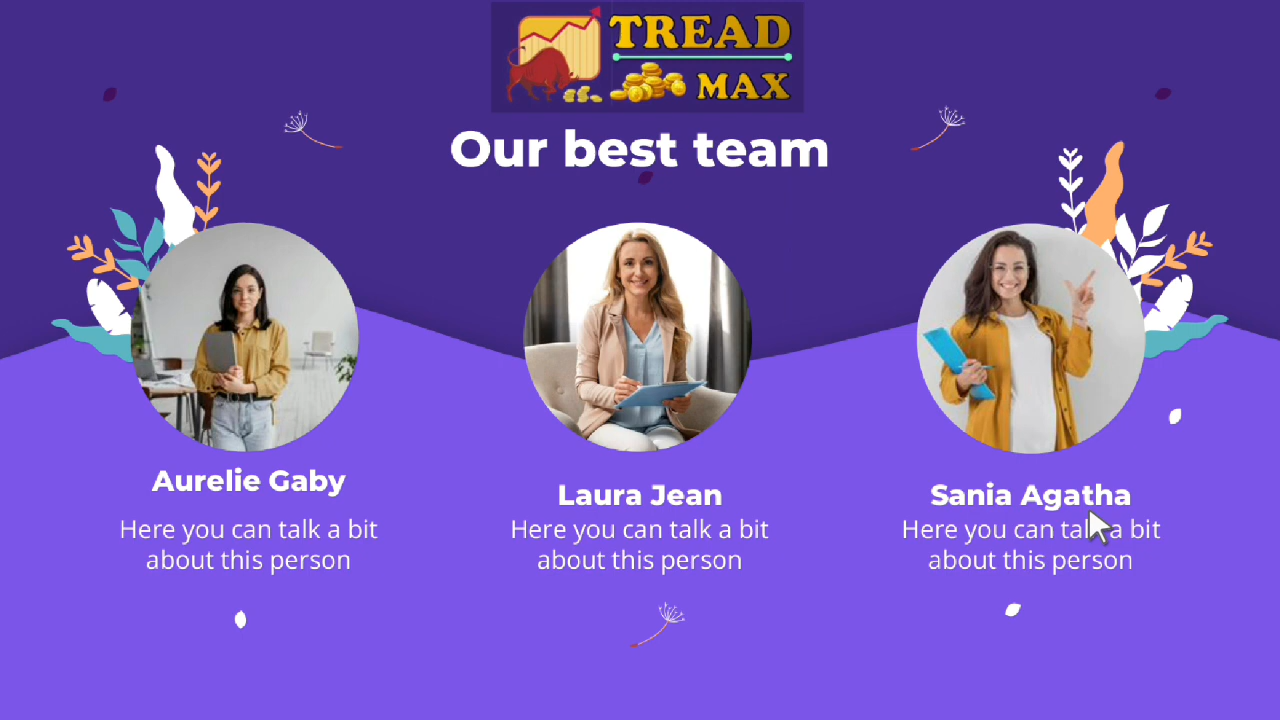 TREAD
MAX
Our best team
Aurelie Gaby
Laura Jean
Sania Agatha
Here you can talk a bit
about this person
Here you can talk a bit
about this person
Here you can talk a bit
about this person